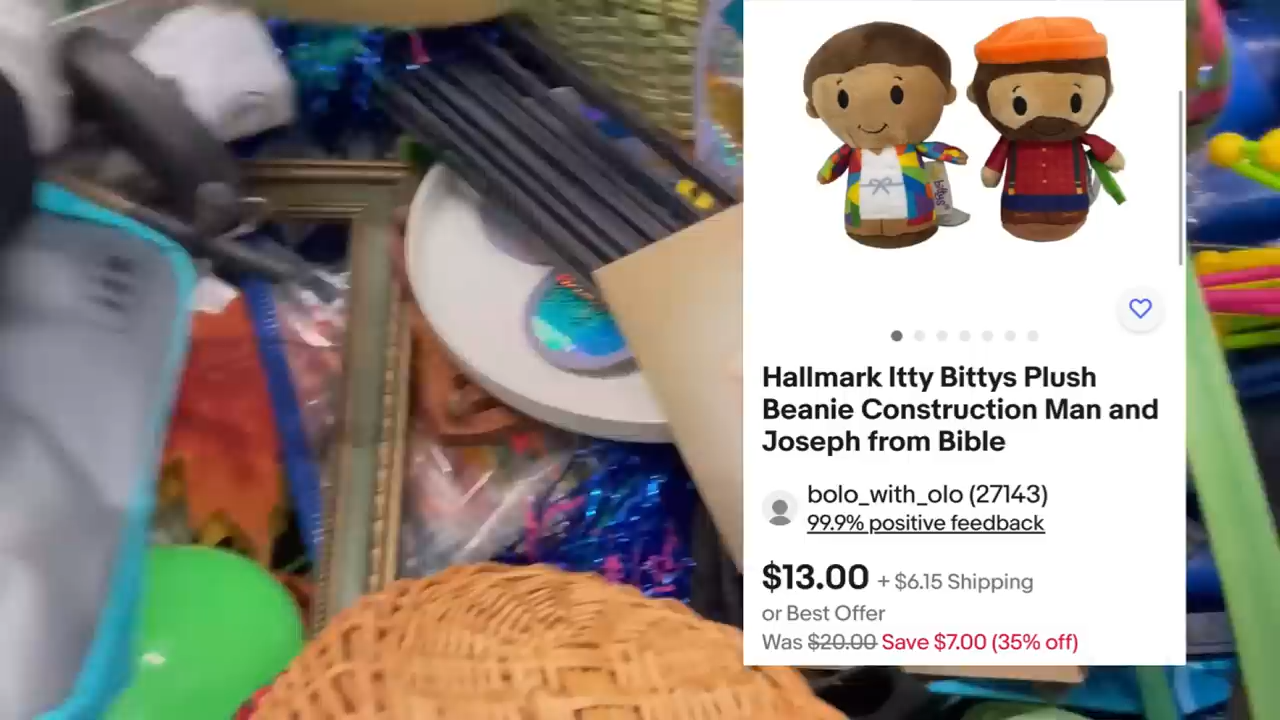 Hallmark Itty Bittys Plush
Beanie Construction Man and
Joseph from Bible
bolo_with_olo (27143)
99.9% positive feedback
$13.00 + $6.15 Shipping
or Best Offer
Was $20.00 Save $7.00 (35% off)